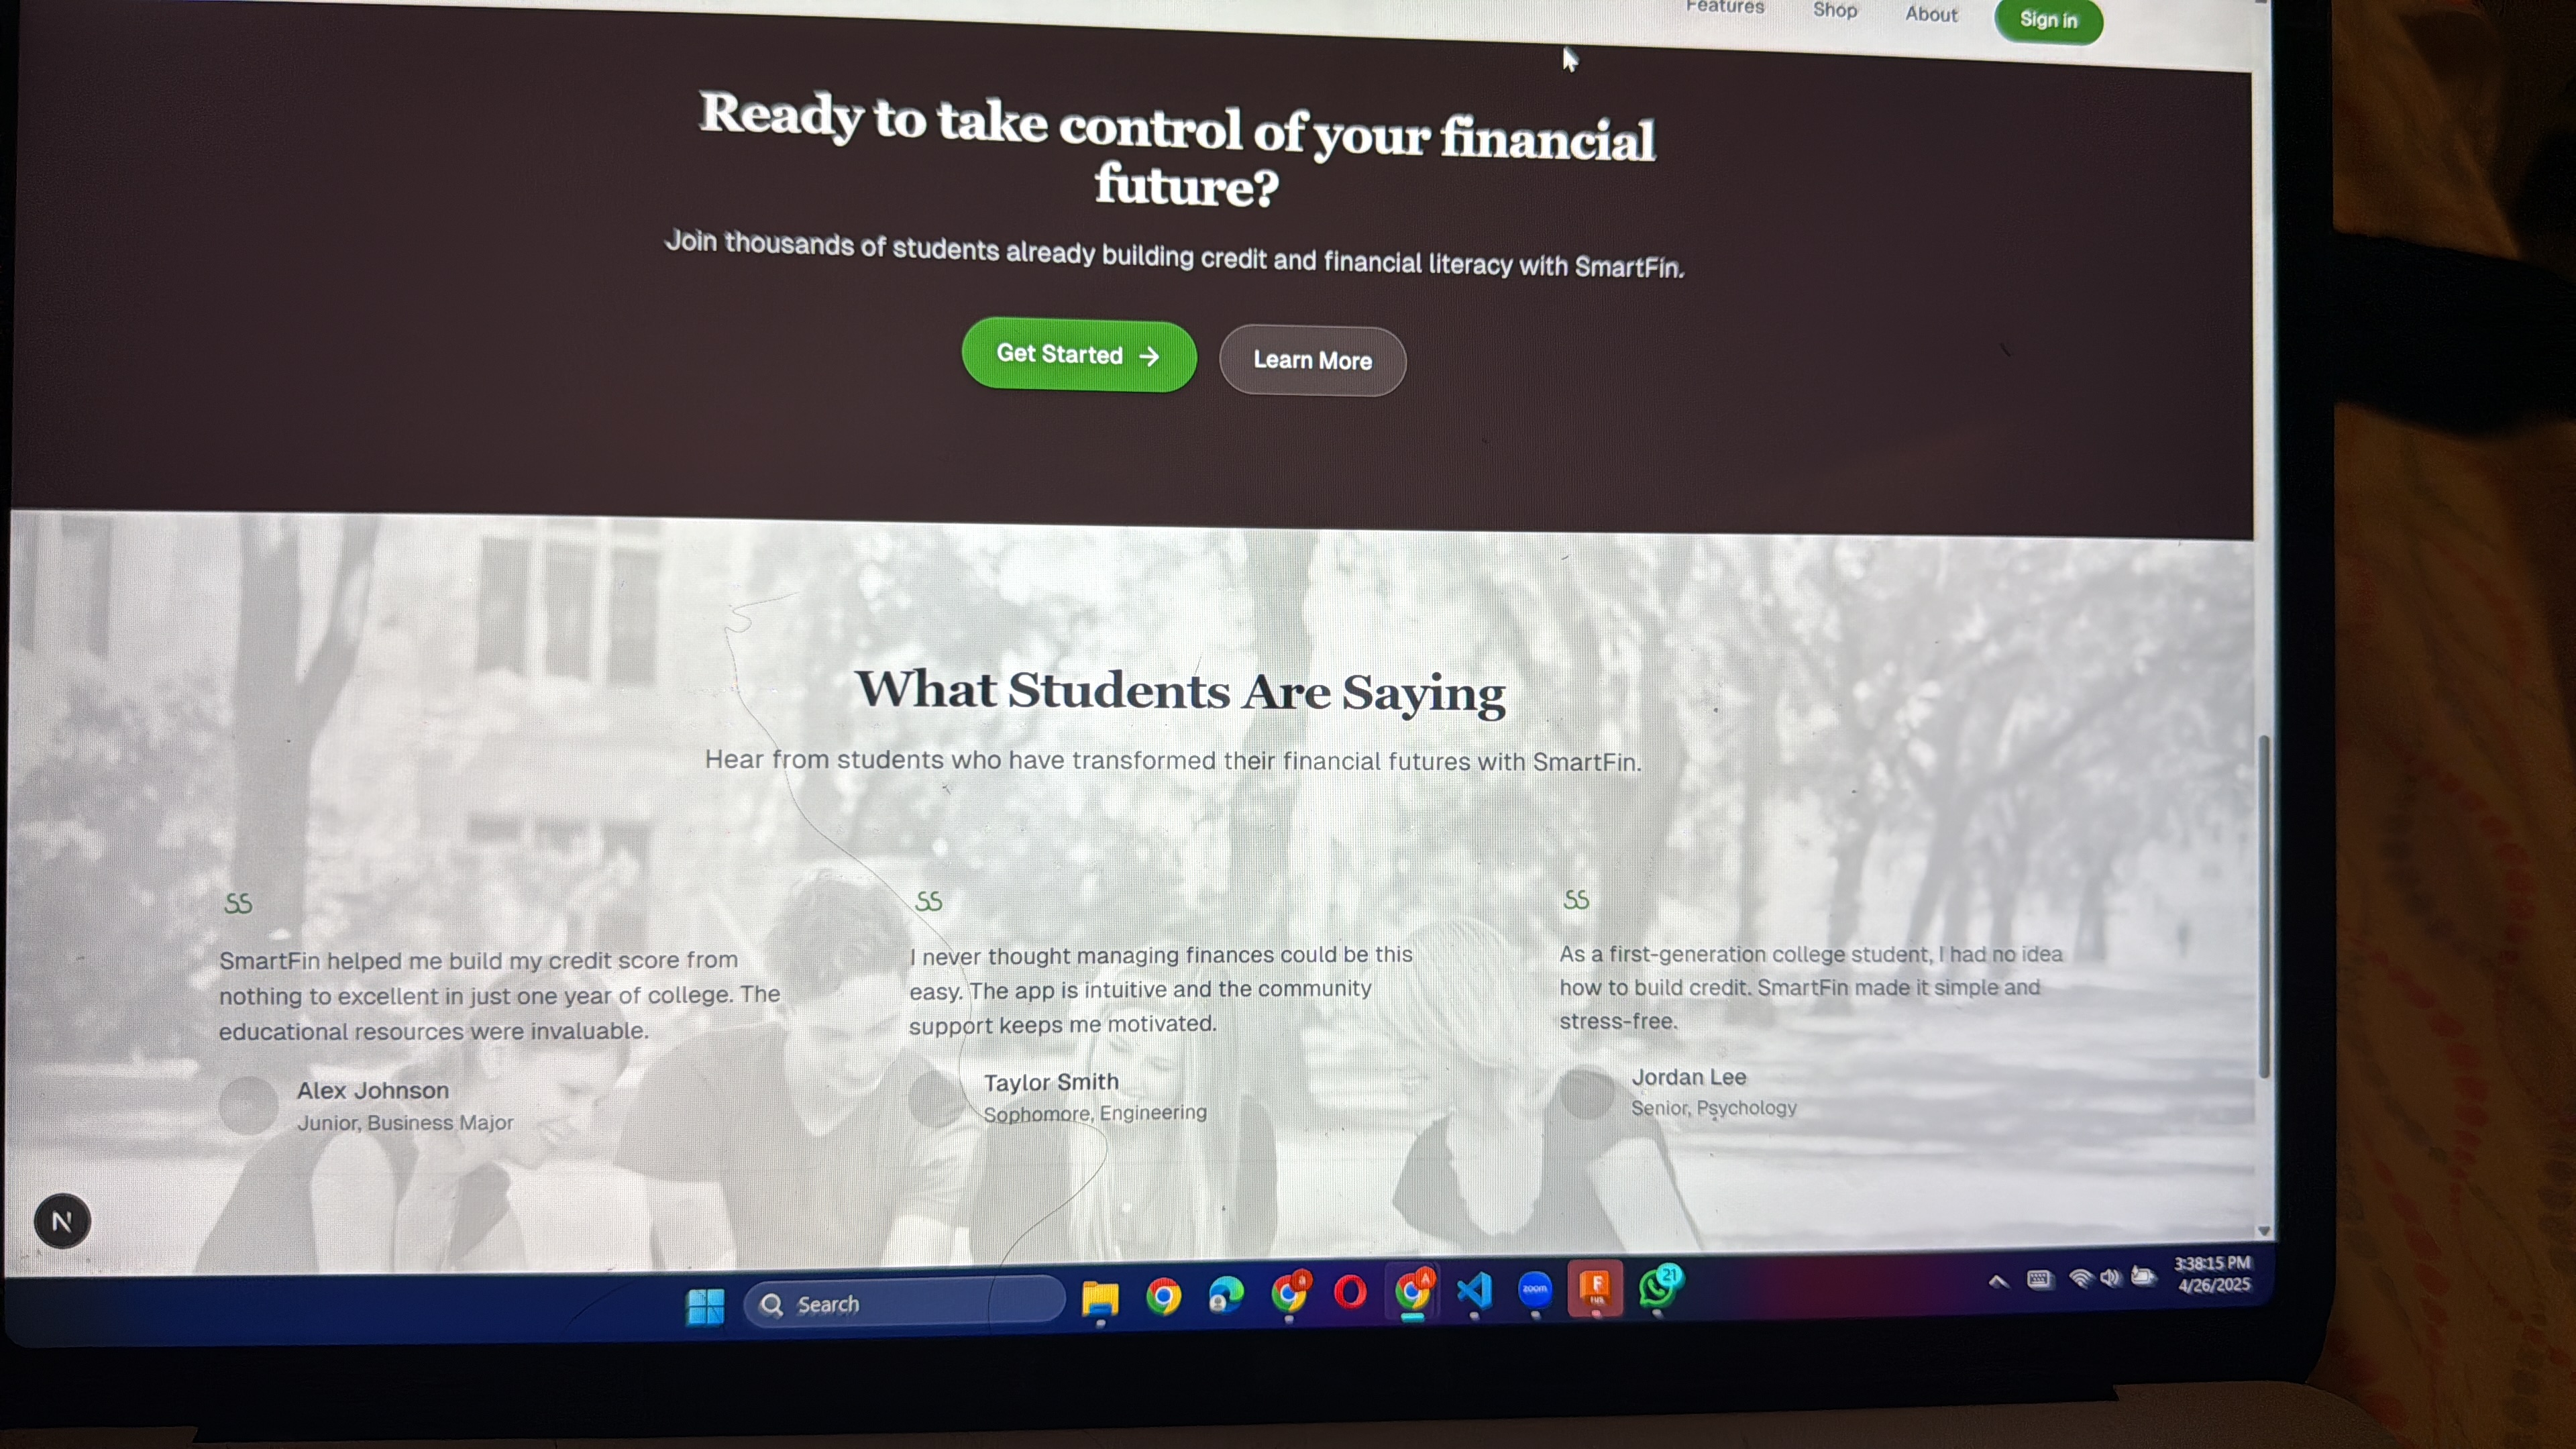 Features
Shop
About
Sign in
Ready to take control of your financial
future?
Join thousands of students already building credit and financial literacy with SmartFin.
Get Started →
Learn More
What Students Are Saying
Hear from students who have transformed their financial futures with SmartFin.
SmartFin helped me build my credit score from
nothing to excellent in just one year of college. The
educational resources were invaluable.
Alex Johnson
Junior, Business Major
I never thought managing finances could be this
easy. The app is intuitive and the community
support keeps me motivated.
Taylor Smith
Sophomore, Engineering
As a first-generation college student, I had no idea
how to build credit. SmartFin made it simple and
stress-free.
Jordan Lee
Senior, Psychology
N
Search
zoom
F
21
3:38:15 PM
4/26/2025